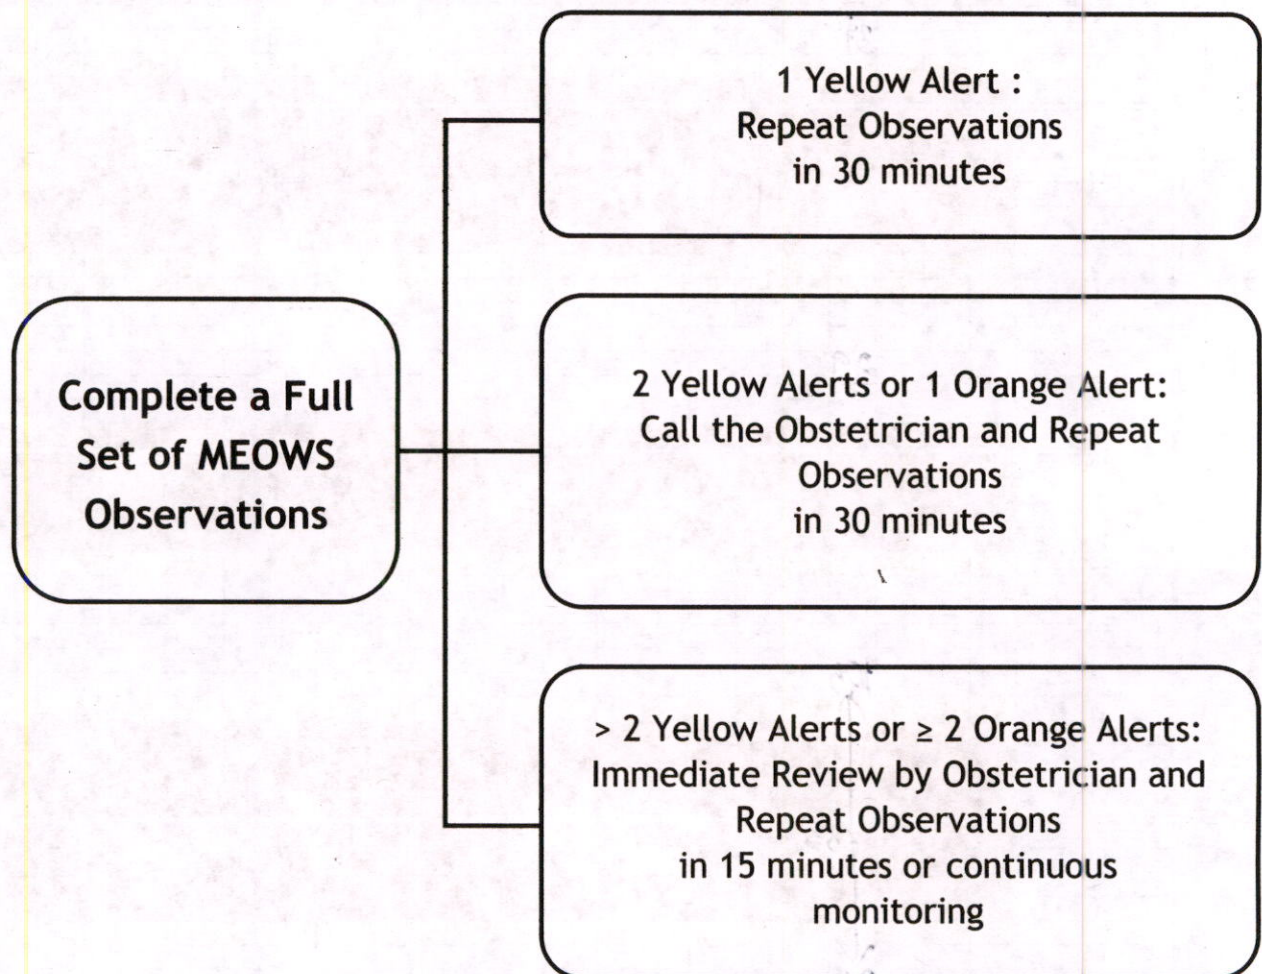 1 Yellow Alert :
Repeat Observations
in 30 minutes
Complete a Full
Set of MEOWS
Observations
2 Yellow Alerts or 1 Orange Alert:
Call the Obstetrician and Repeat
Observations
in 30 minutes
> 2 Yellow Alerts or ≥ 2 Orange Alerts:
Immediate Review by Obstetrician and
Repeat Observations
in 15 minutes or continuous
monitoring